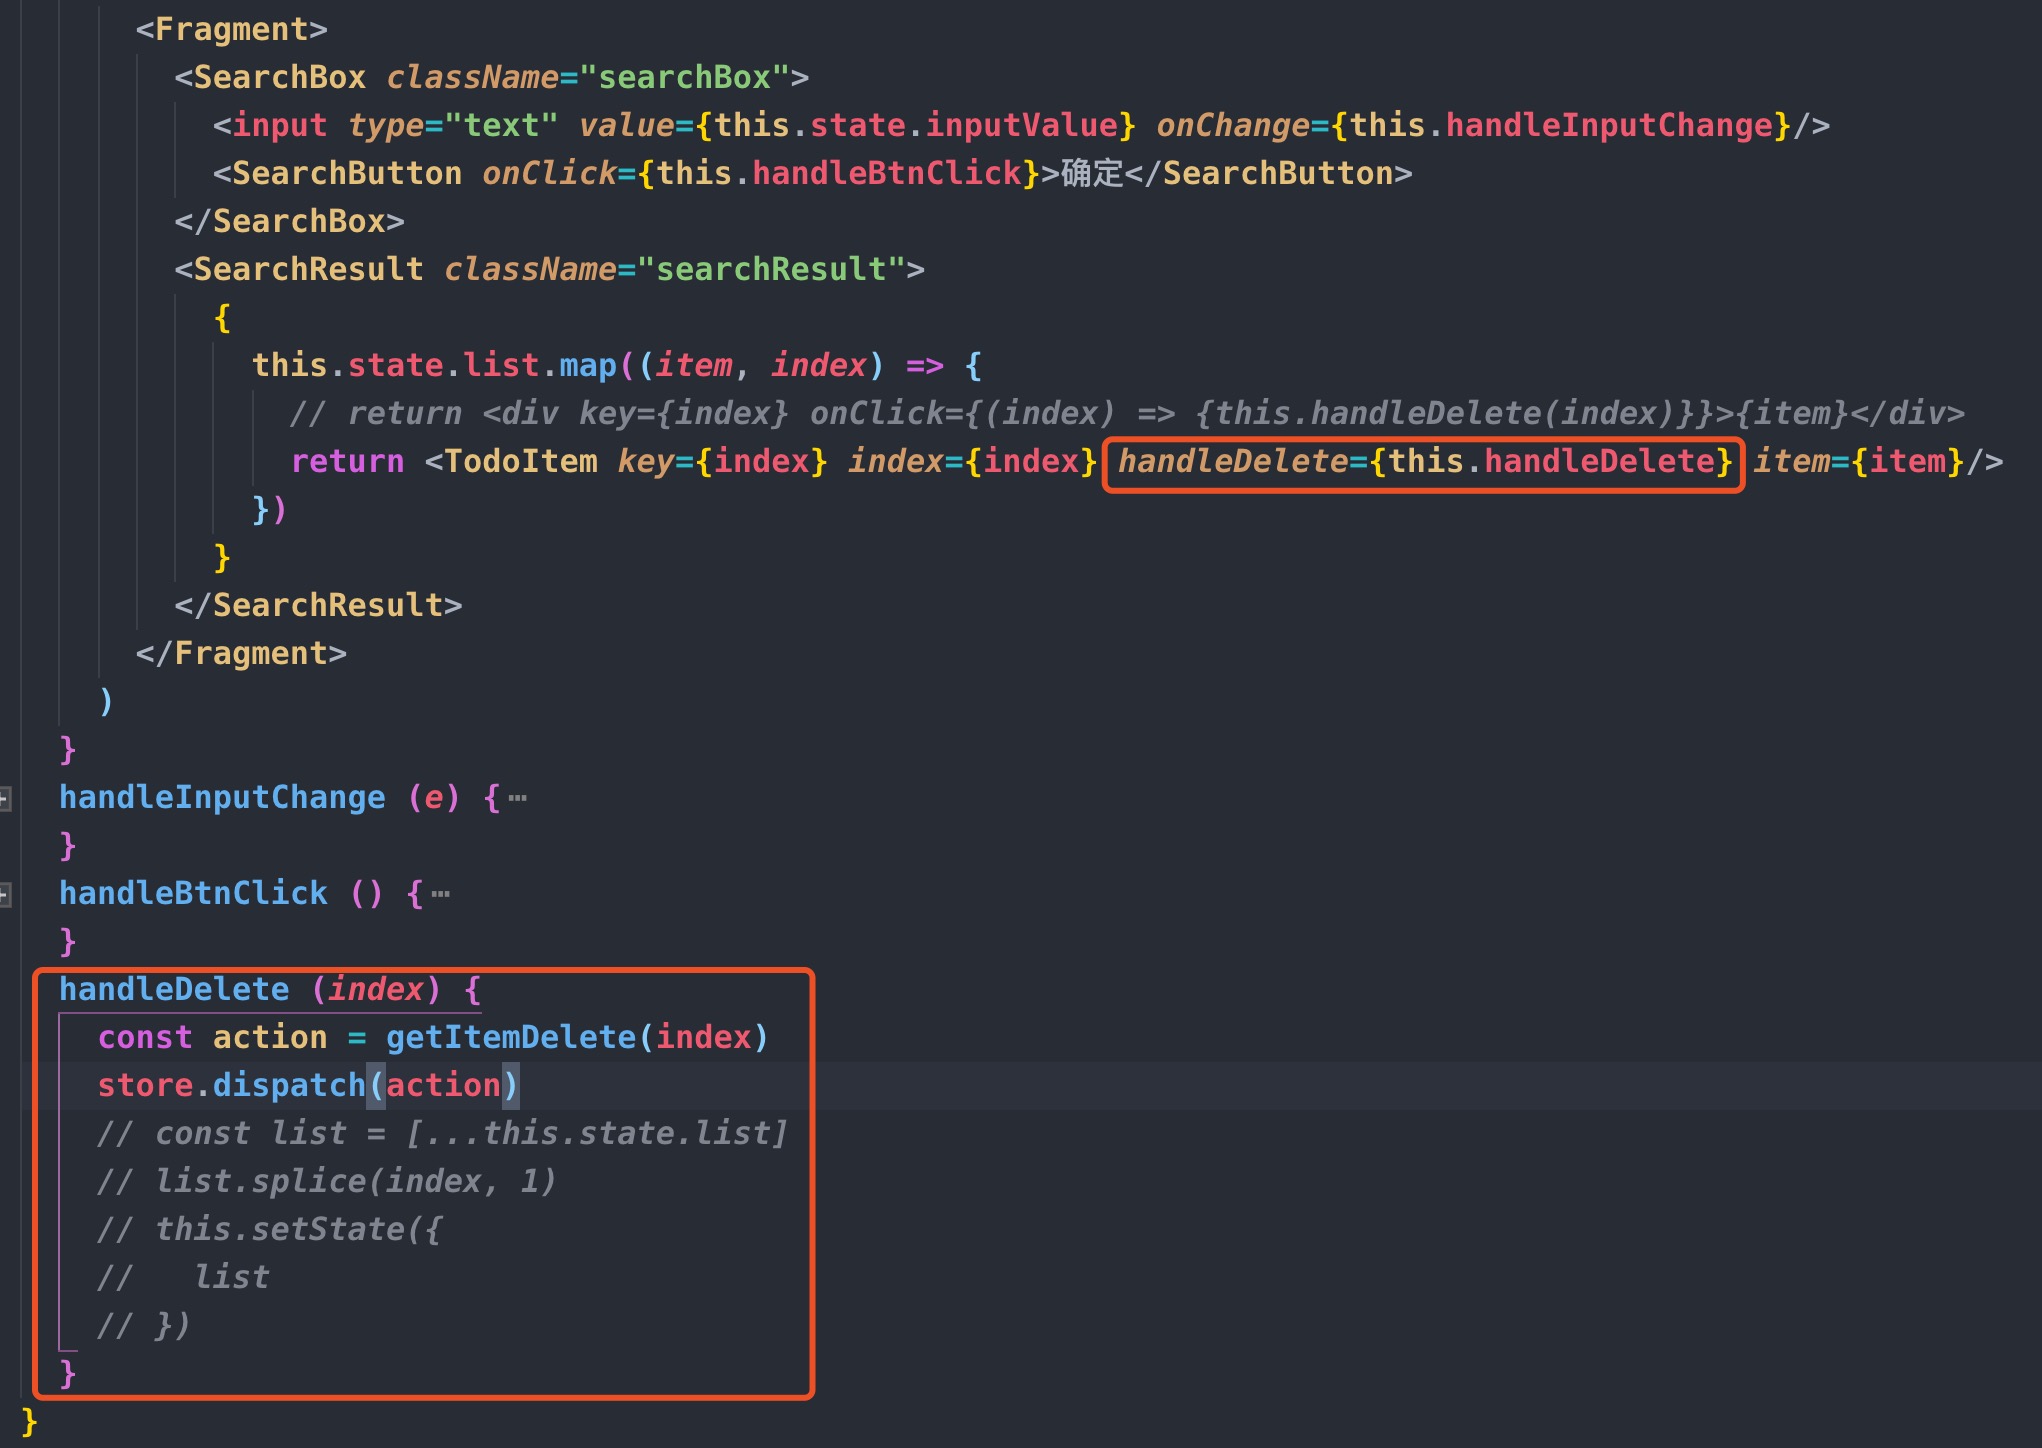 <Fragment>
<SearchBox className="searchBox">
<input type="text" value={this.state.inputValue} onChange={this.handleInputChange}/>
<SearchButton onClick={this.handleBtnClick}>确定</SearchButton>
</SearchBox>
<SearchResult className="searchResult">
{
this.state.list.map((item, index) => {
// return <div key={index} onClick={(index) => {this.handleDelete(index)}}>{item}</div>
return <TodoItem key={index} index={index} handleDelete={this.handleDelete} item={item}/>
})
}
</SearchResult>
</Fragment>
)
}
handleInputChange (e) {…
}
handleBtnClick () {…
}
handleDelete (index) {
const action = getItemDelete(index)
store.dispatch(action)
// const list = [...this.state.list]
// list.splice(index, 1)
// this.setState({
//   list
// })
}
}